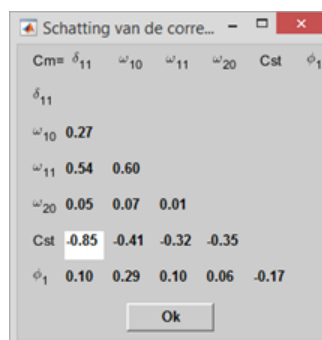 Schatting van de corre...
Cm= δ₁₁ ω₁₀ ω₁₁ ω₂₀ Cst ϕ₁
δ₁₁
ω₁₀ 0.27
ω₁₁ 0.54 0.60
ω₂₀ 0.05 0.07 0.01
Cst -0.85 -0.41 -0.32 -0.35
ϕ₁ 0.10 0.29 0.10 0.06 -0.17
Ok